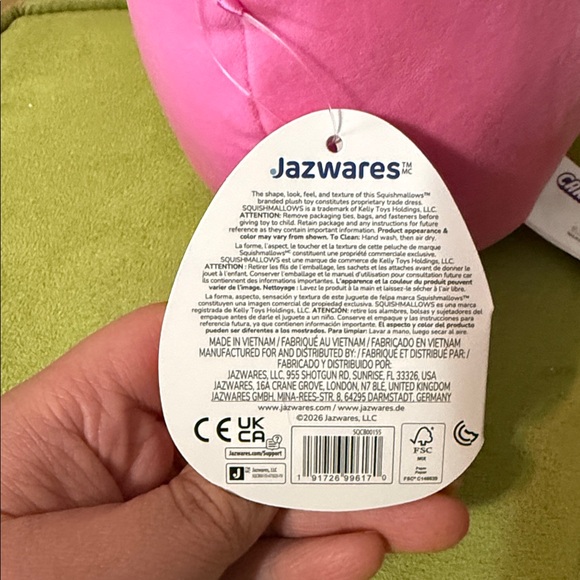 Jazwares™ MC
The shape, look, feel, and texture of this Squishmallows™
branded plush toy constitutes proprietary trade dress.
SQUISHMALLOWS is a trademark of Kelly Toys Holdings, LLC.
ATTENTION: Remove packaging ties, bags, and fasteners before
giving toy to child. Retain package and any instructions for future
reference as they contain important information. Product appearance &
color may vary from shown. To Clean: Hand wash, then air dry.
La forme, l'aspect, le toucher et la texture de cette peluche de marque
Squishmallowsᴹᶜ constituent une propriété commerciale exclusive.
SQUISHMALLOWS est une marque de commerce de Kelly Toys Holdings, LLC.
ATTENTION : Retirer les fils de l'emballage, les sachets et les attaches avant de donner le
jouet à l'enfant. Conserver l'emballage et le manuel d'utilisation pour consultation future car
ils contiennent des informations importantes. L'apparence et la couleur du produit peuvent
varier de l'image. Nettoyage : Lavez le produit à la main et laissez-le sécher à l'air libre.
La forma, aspecto, sensación y textura de este juguete de felpa marca Squishmallows™
constituyen una imagen comercial de propiedad exclusiva. SQUISHMALLOWS es una marca
registrada de Kelly Toys Holdings, LLC. ATENCIÓN: retire los alambres, bolsas y sujetadores del
empaque antes de darle el juguete a un niño. Conserve el empaque y las instrucciones para
referencia futura, ya que contienen información importante. El aspecto y color del producto
pueden ser diferentes a los mostrados. Para limpiar: Lavar a mano, luego secar al aire.
MADE IN VIETNAM / FABRIQUÉ AU VIETNAM / FABRICADO EN VIETNAM
MANUFACTURED FOR AND DISTRIBUTED BY: / FABRIQUÉ ET DISTRIBUÉ PAR: /
FABRICADO Y DISTRIBUIDO POR:
JAZWARES, LLC. 955 SHOTGUN RD, SUNRISE, FL 33326, USA
JAZWARES, 16A CRANE GROVE, LONDON, N7 8LE, UNITED KINGDOM
JAZWARES GMBH, MINA-REES-STR. 8, 64295 DARMSTADT, GERMANY
www.jazwares.com / www.jazware.de
©2026 Jazwares, LLC
CE UK CA
Jazwares.com/Support
Jazwares, LLC
SQCB00155
1 91726 99617 0
FSC
MIX
Paper
Papier